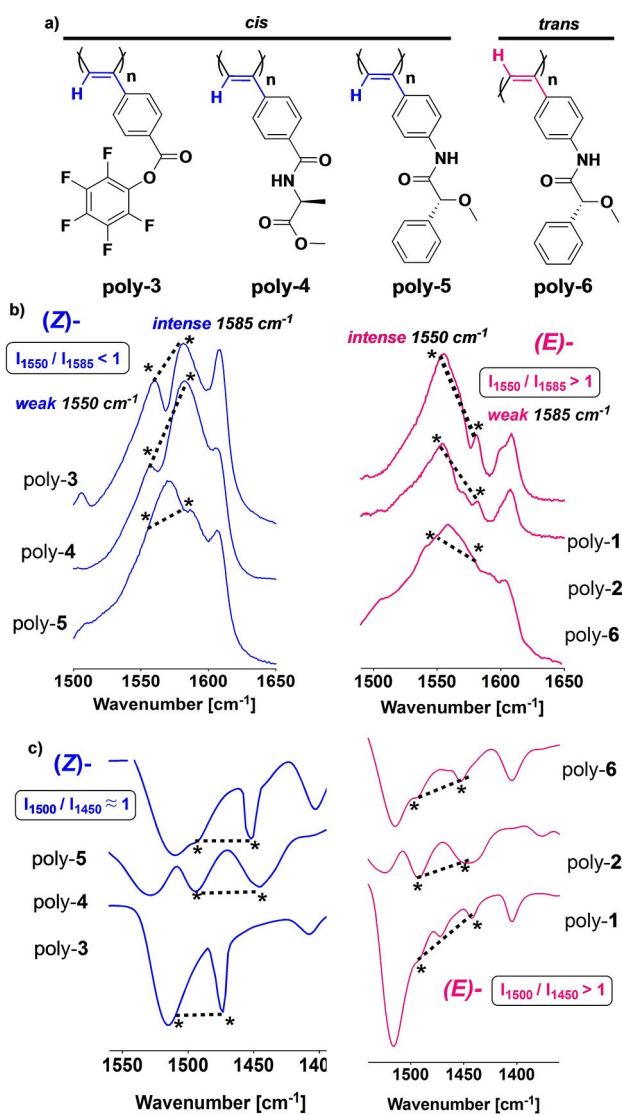 a)
cis
trans
H
n
H
n
H
n
H
n
F
F
F
F
F
O
O
O
HN
O
O
NH
O
O
NH
O
O
poly-3
poly-4
poly-5
poly-6
b)
(Z)-
intense 1585 cm-1
I1550 / I1585 < 1
weak 1550 cm-1
*
*
*
*
*
*
poly-3
poly-4
poly-5
1500
1550
1600
1650
Wavenumber [cm-1]
intense 1550 cm-1
(E)-
I1550 / I1585 > 1
weak 1585 cm-1
*
*
*
*
*
*
poly-1
poly-2
poly-6
1500
1550
1600
1650
Wavenumber [cm-1]
c)
(Z)-
I1500 / I1450 ≈ 1
*
*
*
*
*
*
poly-5
poly-4
poly-3
1550
1500
1450
Wavenumber [cm-1]
poly-6
poly-2
poly-1
*
*
*
*
*
*
(E)-
I1500 / I1450 > 1
1500
1450
1400
Wavenumber [cm-1]